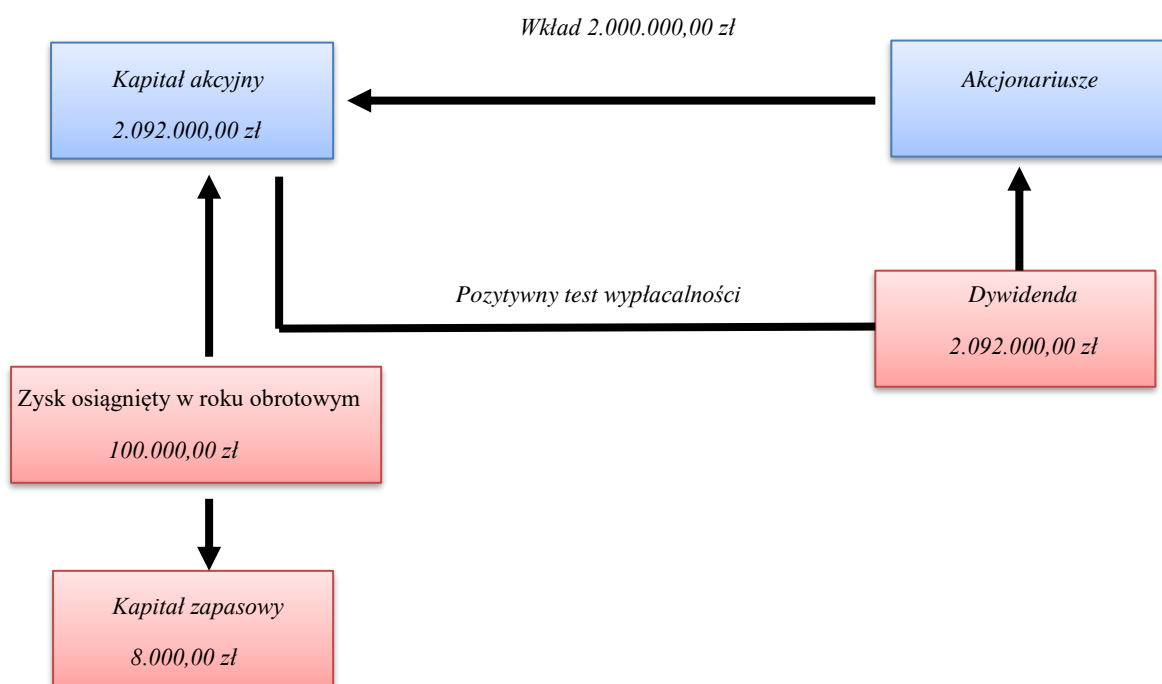 Wkład 2.000.000,00 zł
Kapitał akcyjny
2.092.000,00 zł
Akcjonariusze
Pozytywny test wypłacalności
Dywidenda
2.092.000,00 zł
Zysk osiągnięty w roku obrotowym
100.000,00 zł
Kapitał zapasowy
8.000,00 zł